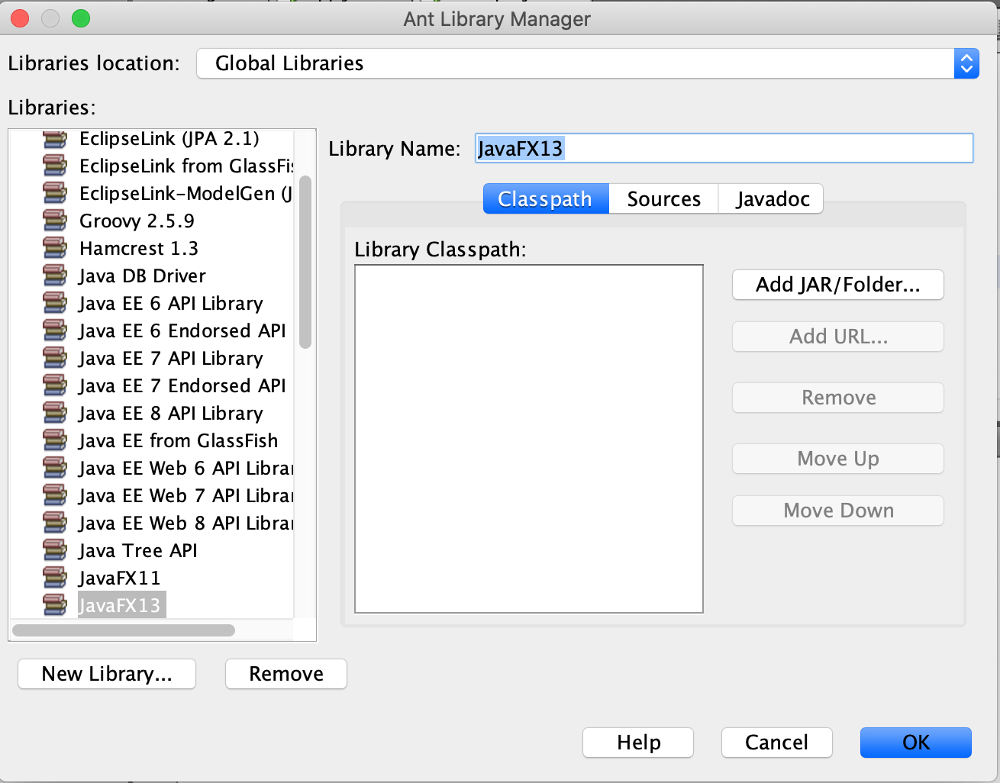 Ant Library Manager
Libraries location: Global Libraries
Libraries:
EclipseLink (JPA 2.1)
EclipseLink from GlassFis
EclipseLink-ModelGen (J
Groovy 2.5.9
Hamcrest 1.3
Java DB Driver
Java EE 6 API Library
Java EE 6 Endorsed API
Java EE 7 API Library
Java EE 7 Endorsed API
Java EE 8 API Library
Java EE from GlassFish
Java EE Web 6 API Librar
Java EE Web 7 API Librar
Java EE Web 8 API Librar
Java Tree API
JavaFX11
JavaFX13
New Library... Remove
Library Name: JavaFX13
Classpath Sources Javadoc
Library Classpath:
Add JAR/Folder...
Add URL...
Remove
Move Up
Move Down
Help Cancel OK